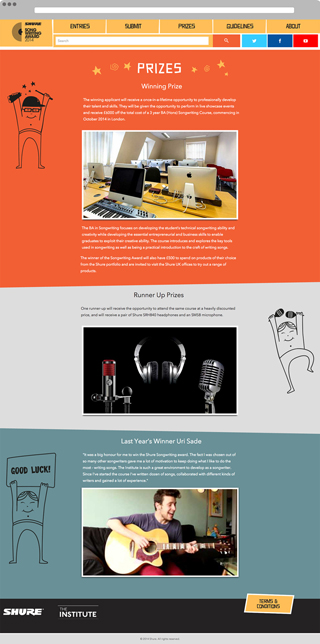 SHURE
SONG
WRITING
AWARD
2014
ENTRIES
SUBMIT
PRIZES
GUIDELINES
ABOUT
Search
PRIZES
Winning Prize
The winning applicant will receive a once-in-a-lifetime opportunity to professionally develop
their talent and skills. They will be given the opportunity to perform in live showcase events
and receive £6500 off the total cost of a 3 year BA (Hons) Songwriting Course, commencing in
October 2014 in London.
The BA in Songwriting focuses on developing the student's technical songwriting ability and
creativity while developing the essential entrepreneurial and business skills to enable
graduates to exploit their creative ability. The course introduces and explores the key tools
used in songwriting as well as being a practical introduction to the craft of writing songs.
The winner of the Songwriting Award will also have £500 to spend on products of their choice
from the Shure portfolio and are invited to visit the Shure UK offices to try out a range of
products.
Runner Up Prizes
One runner up will receive the opportunity to attend the same course at a heavily discounted
price, and will receive a pair of Shure SRH840 headphones and an 55SH microphone.
Last Year's Winner Uri Sade
GOOD LUCK!
"It was a big honour for me to win the Shure Songwriting award. The fact I was chosen out of
so many other songwriters gave me a lot of motivation to keep doing what I like to do the
most - writing songs. The Institute is such a great environment to develop as a songwriter.
Since I've started the course I've written dozen of songs, collaborated with different kinds of
writers and gained a lot of experience."
SHURE
THE
INSTITUTE
TERMS &
CONDITIONS
© 2013 Shure. All rights reserved.